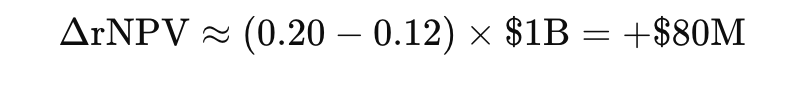 ΔrNPV ≈ (0.20 − 0.12) × $1B = +$80M